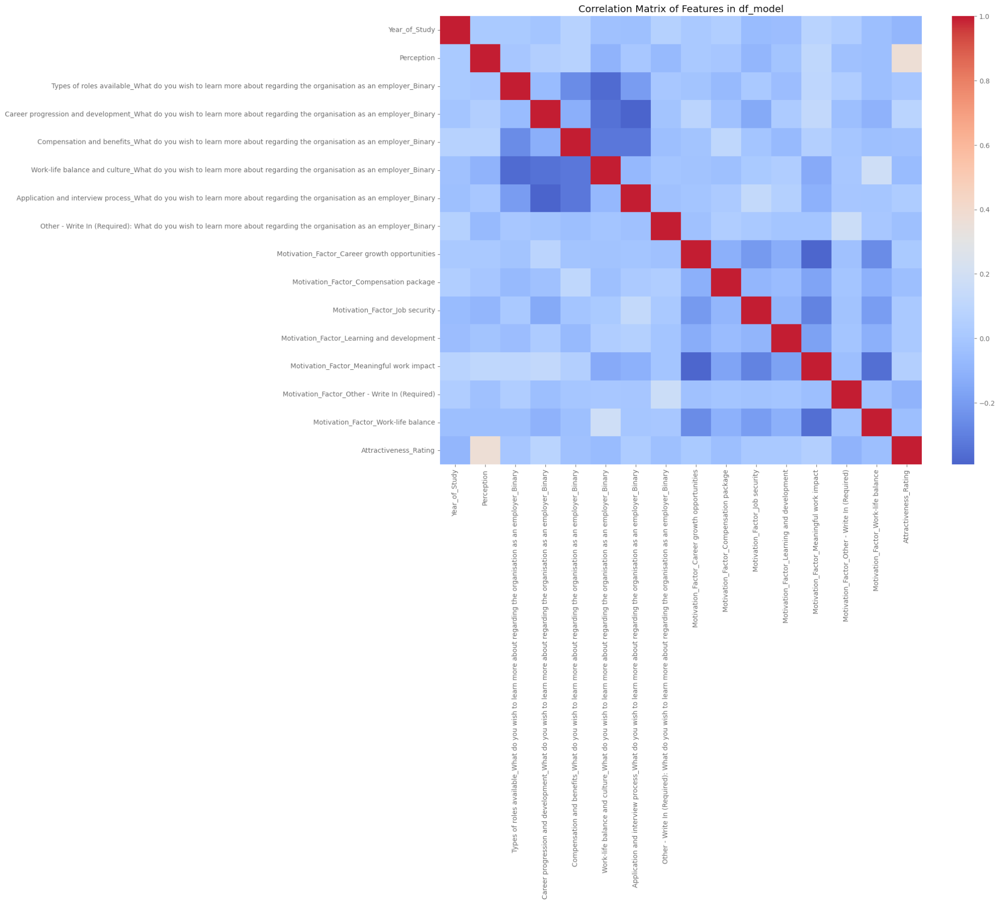 Correlation Matrix of Features in df_model
Year_of_Study
Perception
Types of roles available_What do you wish to learn more about regarding the organisation as an employer_Binary
Career progression and development_What do you wish to learn more about regarding the organisation as an employer_Binary
Compensation and benefits_What do you wish to learn more about regarding the organisation as an employer_Binary
Work-life balance and culture_What do you wish to learn more about regarding the organisation as an employer_Binary
Application and interview process_What do you wish to learn more about regarding the organisation as an employer_Binary
Other - Write In (Required): What do you wish to learn more about regarding the organisation as an employer_Binary
Motivation_Factor_Career growth opportunities
Motivation_Factor_Compensation package
Motivation_Factor_Job security
Motivation_Factor_Learning and development
Motivation_Factor_Meaningful work impact
Motivation_Factor_Other - Write In (Required)
Motivation_Factor_Work-life balance
Attractiveness_Rating
Year_of_Study
Perception
Types of roles available_What do you wish to learn more about regarding the organisation as an employer_Binary
Career progression and development_What do you wish to learn more about regarding the organisation as an employer_Binary
Compensation and benefits_What do you wish to learn more about regarding the organisation as an employer_Binary
Work-life balance and culture_What do you wish to learn more about regarding the organisation as an employer_Binary
Application and interview process_What do you wish to learn more about regarding the organisation as an employer_Binary
Other - Write In (Required): What do you wish to learn more about regarding the organisation as an employer_Binary
Motivation_Factor_Career growth opportunities
Motivation_Factor_Compensation package
Motivation_Factor_Job security
Motivation_Factor_Learning and development
Motivation_Factor_Meaningful work impact
Motivation_Factor_Other - Write In (Required)
Motivation_Factor_Work-life balance
Attractiveness_Rating
1.0
0.8
0.6
0.4
0.2
0.0
−0.2